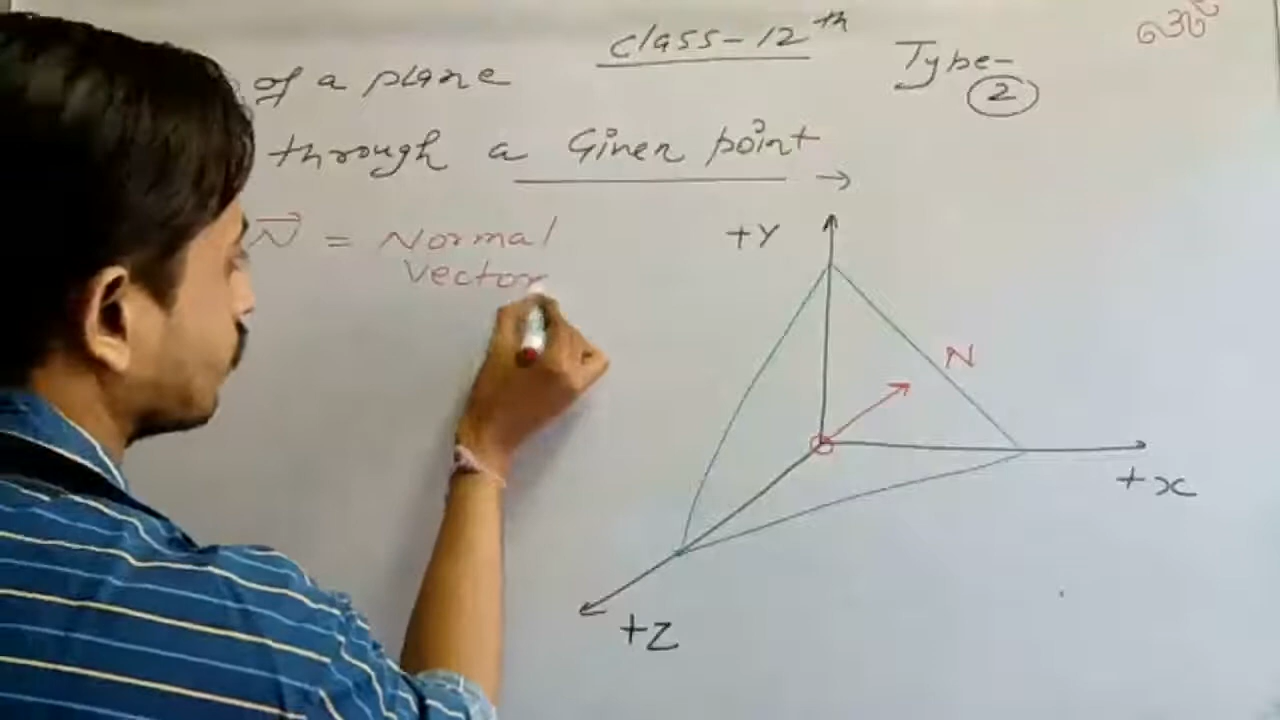 Class-12th
Type-
2
of a plane
through a Given point →
N = Normal
vector
+Y
N
+x
+Z